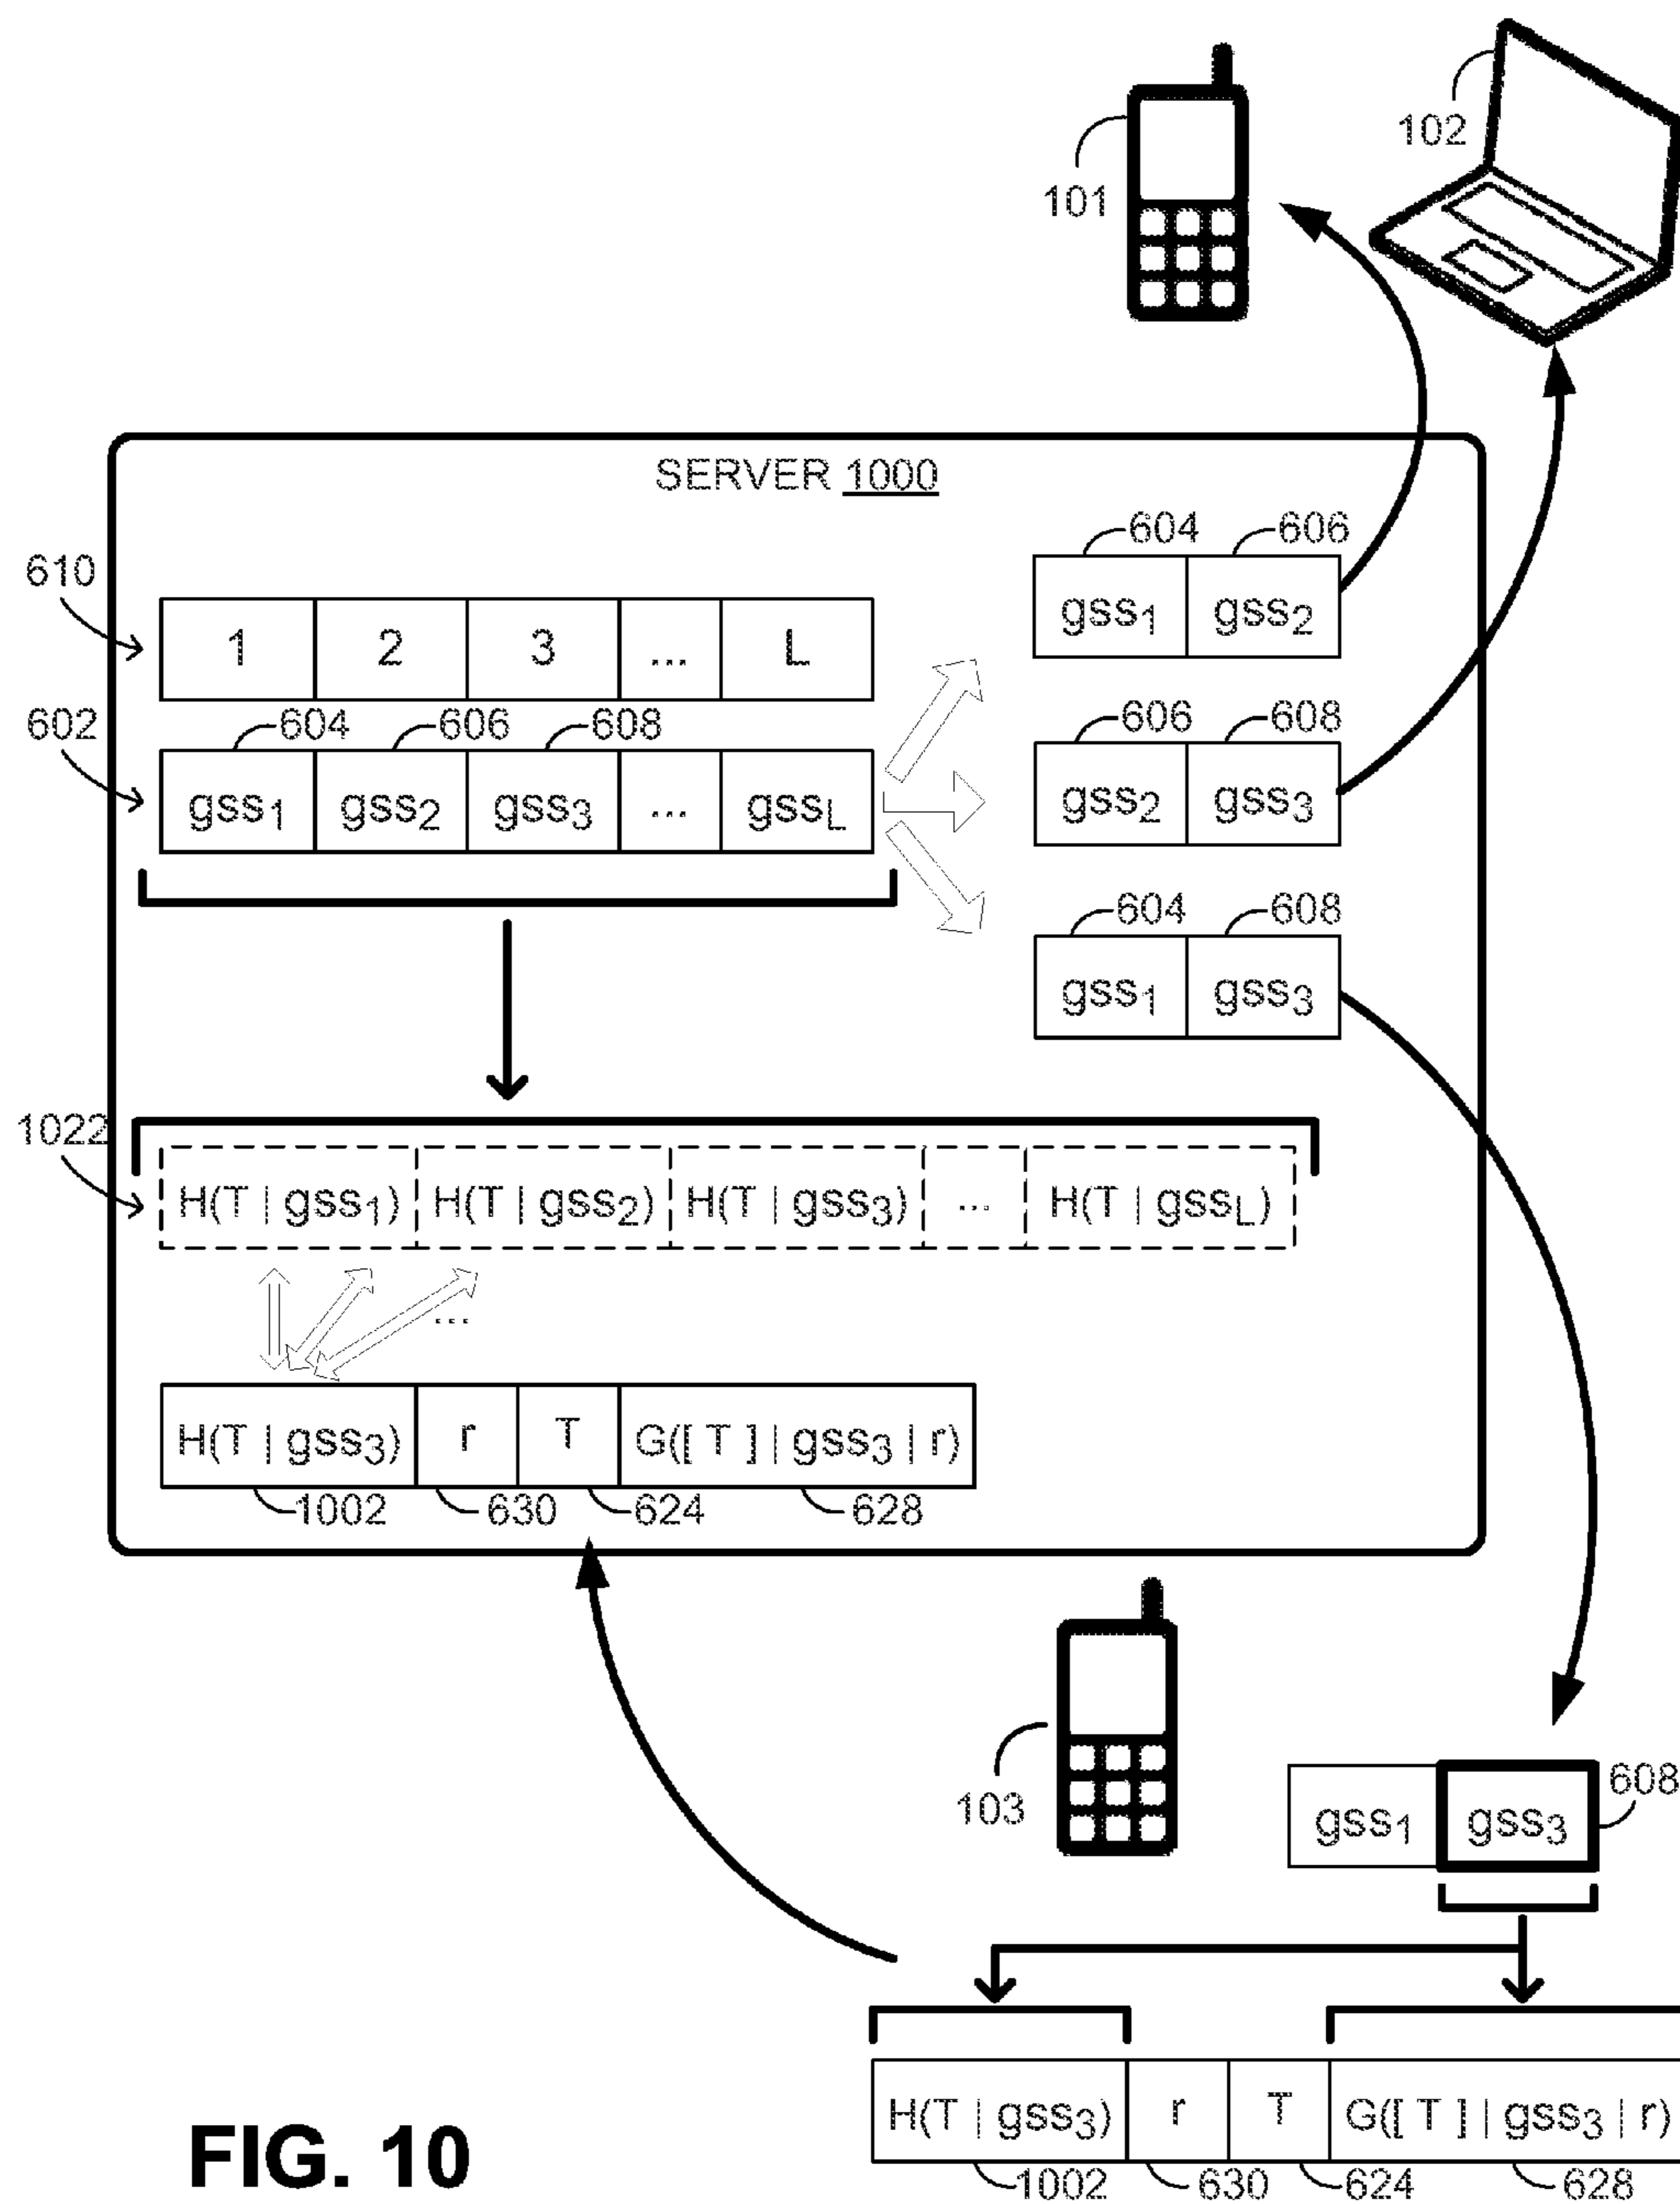 102
101
SERVER 1000
604 606
610
gss1 gss2
1 2 3 ... L
602 604 606 608
606 608
gss1 gss2 gss3 ... gssL
gss2 gss3
604 608
gss1 gss3
1022
H(T | gss1) H(T | gss2) H(T | gss3) ... H(T | gssL)
...
H(T | gss3) r T G([ T ] | gss3 | r)
1002 630 624 628
103
608
gss1 gss3
H(T | gss3) r T G([ T ] | gss3 | r)
1002 630 624 628
FIG. 10